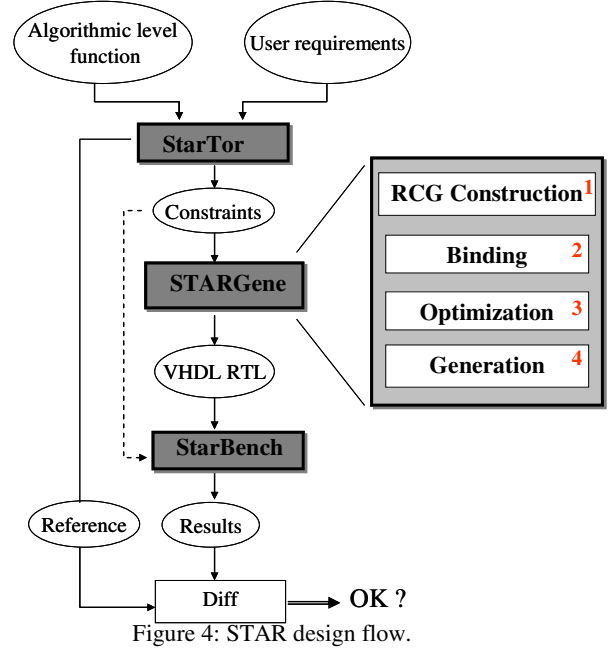 Algorithmic level
function
User requirements
StarTor
Constraints
STARGene
RCG Construction 1
Binding 2
Optimization 3
Generation 4
VHDL RTL
StarBench
Reference
Results
Diff
OK ?
Figure 4: STAR design flow.